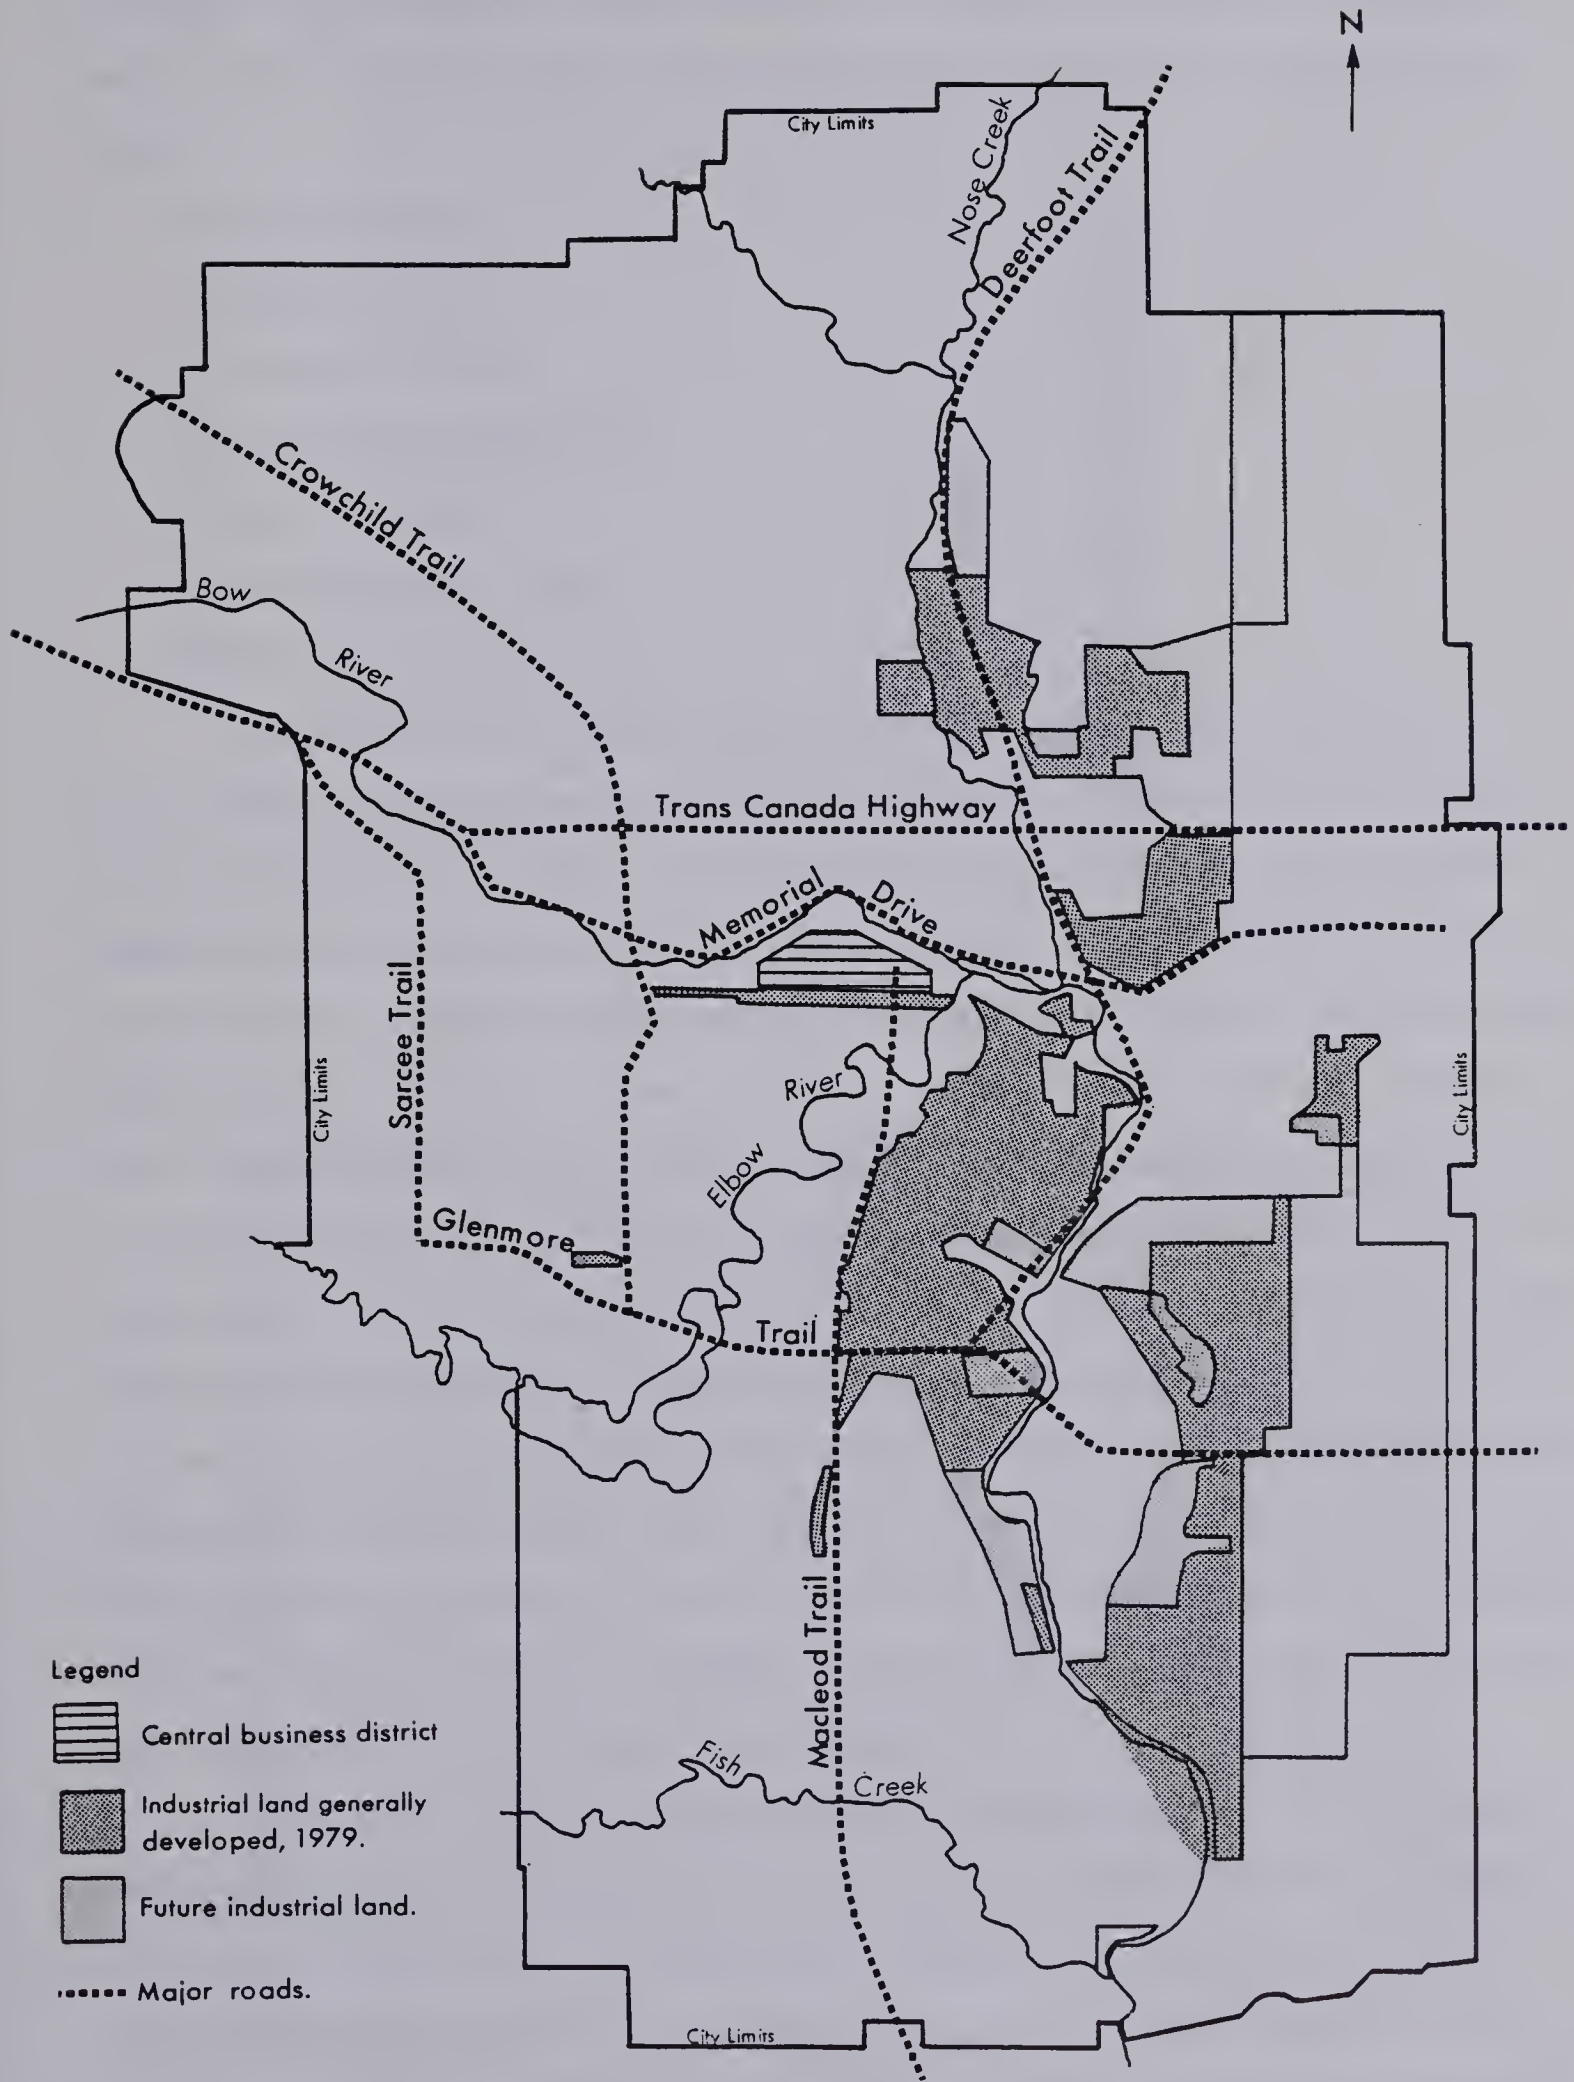 N
City Limits
Nose Creek
Deerfoot Trail
Crowchild Trail
Bow
River
Trans Canada Highway
Memorial
Drive
Sarcee Trail
City Limits
City Limits
River
Elbow
Glenmore
Trail
Macleod Trail
Legend
Central business district
Industrial land generally
developed, 1979.
Future industrial land.
Major roads.
Fish
Creek
City Limits